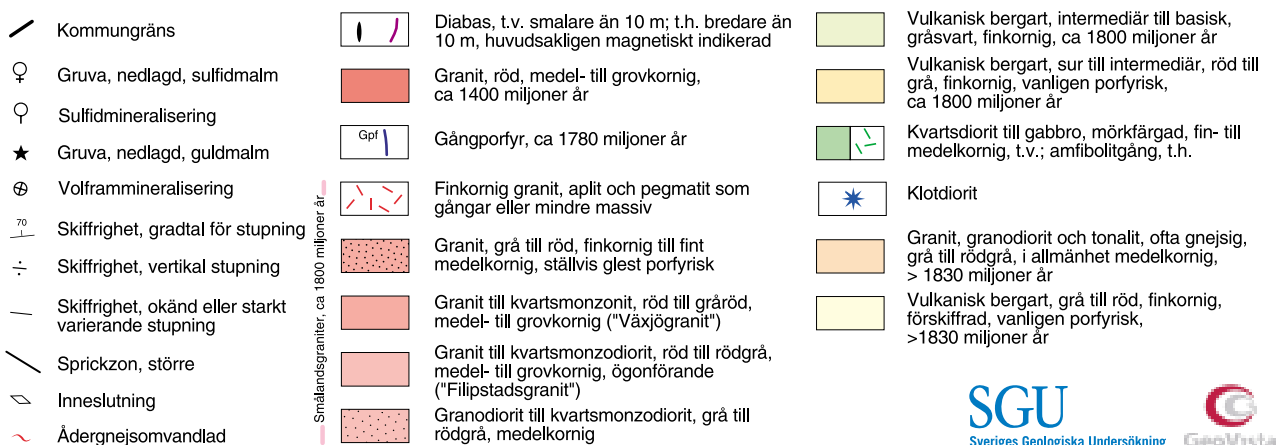 Kommungräns
Gruva, nedlagd, sulfidmalm
Sulfidmineralisering
Gruva, nedlagd, guldmalm
Volframmineralisering
70
Skiffrighet, gradtal för stupning
Skiffrighet, vertikal stupning
Skiffrighet, okänd eller starkt
varierande stupning
Sprickzon, större
Inneslutning
Ådergnejsomvandlad
Smålandsgraniter, ca 1800 miljoner år
Diabas, t.v. smalare än 10 m; t.h. bredare än
10 m, huvudsakligen magnetiskt indikerad
Granit, röd, medel- till grovkornig,
ca 1400 miljoner år
Gpf
Gångporfyr, ca 1780 miljoner år
Finkornig granit, aplit och pegmatit som
gångar eller mindre massiv
Granit, grå till röd, finkornig till fint
medelkornig, ställvis glest porfyrisk
Granit till kvartsmonzonit, röd till gråröd,
medel- till grovkornig ("Växjögranit")
Granit till kvartsmonzodiorit, röd till rödgrå,
medel- till grovkornig, ögonförande
("Filipstadsgranit")
Granodiorit till kvartsmonzodiorit, grå till
rödgrå, medelkornig
Vulkanisk bergart, intermediär till basisk,
gråsvart, finkornig, ca 1800 miljoner år
Vulkanisk bergart, sur till intermediär, röd till
grå, finkornig, vanligen porfyrisk,
ca 1800 miljoner år
Kvartsdiorit till gabbro, mörkfärgad, fin- till
medelkornig, t.v.; amfibolitgång, t.h.
Klotdiorit
Granit, granodiorit och tonalit, ofta gnejsig,
grå till rödgrå, i allmänhet medelkornig,
> 1830 miljoner år
Vulkanisk bergart, grå till röd, finkornig,
förskiffrad, vanligen porfyrisk,
>1830 miljoner år
SGU
Sveriges Geologiska Undersökning
GeoVista